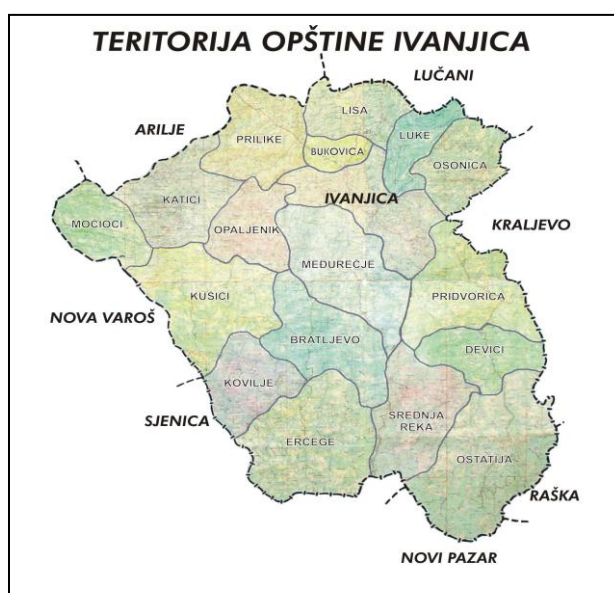 TERITORIJA OPŠTINE IVANJICA
LUČANI
ARILJE
LISA
PRILIKE
LUKE
BUKOVICA
OSONICA
KATICI
IVANJICA
MOCIOCI
OPALJENIK
KRALJEVO
MEĐUREČJE
KUŠICI
PRIDVORICA
NOVA VAROŠ
BRATLJEVO
DEVICI
KOVILJE
SJENICA
SREDNJA
REKA
ERCEGE
OSTATIJA
RAŠKA
NOVI PAZAR